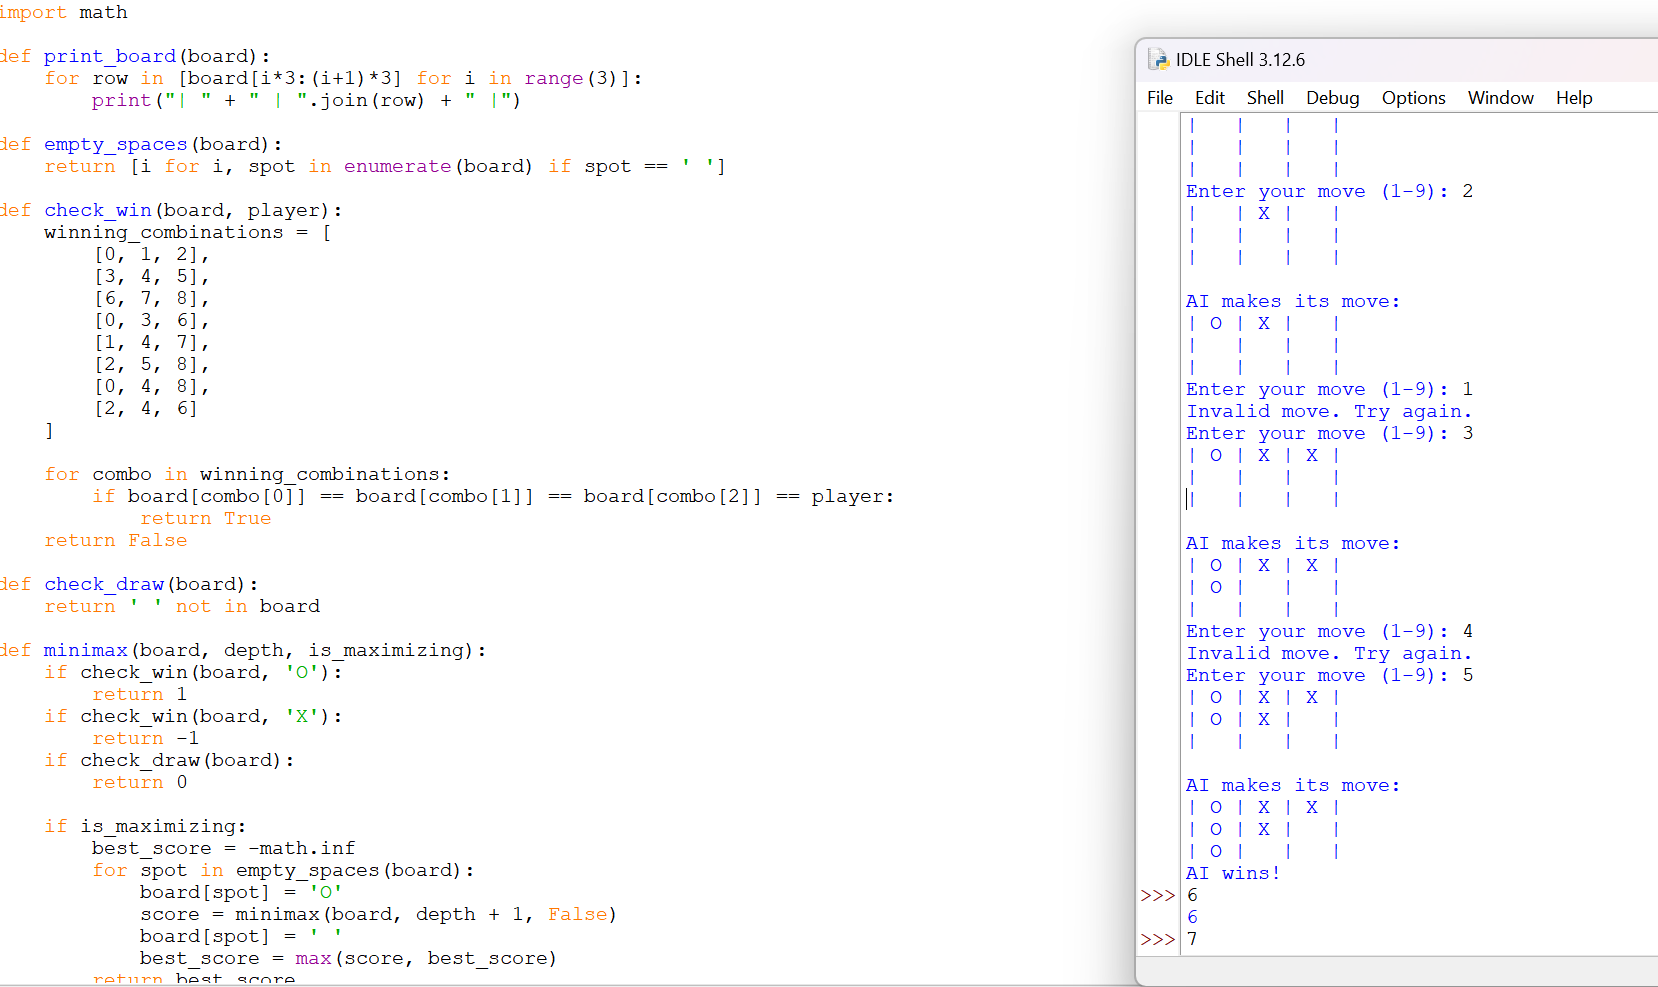 import math

def print_board(board):
    for row in [board[i*3:(i+1)*3] for i in range(3)]:
        print("| " + " | ".join(row) + " |")

def empty_spaces(board):
    return [i for i, spot in enumerate(board) if spot == ' ']

def check_win(board, player):
    winning_combinations = [
        [0, 1, 2],
        [3, 4, 5],
        [6, 7, 8],
        [0, 3, 6],
        [1, 4, 7],
        [2, 5, 8],
        [0, 4, 8],
        [2, 4, 6]
    ]

    for combo in winning_combinations:
        if board[combo[0]] == board[combo[1]] == board[combo[2]] == player:
            return True
    return False

def check_draw(board):
    return ' ' not in board

def minimax(board, depth, is_maximizing):
    if check_win(board, 'O'):
        return 1
    if check_win(board, 'X'):
        return -1
    if check_draw(board):
        return 0

    if is_maximizing:
        best_score = -math.inf
        for spot in empty_spaces(board):
            board[spot] = 'O'
            score = minimax(board, depth + 1, False)
            board[spot] = ' '
            best_score = max(score, best_score)
        return best_score
IDLE Shell 3.12.6
File Edit Shell Debug Options Window Help
|   |   |   |
|   |   |   |
|   |   |   |
Enter your move (1-9): 2
|   | X |   |
|   |   |   |
|   |   |   |

AI makes its move:
| O | X |   |
|   |   |   |
|   |   |   |
Enter your move (1-9): 1
Invalid move. Try again.
Enter your move (1-9): 3
| O | X | X |
|   |   |   |
|   |   |   |

AI makes its move:
| O | X | X |
| O |   |   |
|   |   |   |
Enter your move (1-9): 4
Invalid move. Try again.
Enter your move (1-9): 5
| O | X | X |
| O | X |   |
|   |   |   |

AI makes its move:
| O | X | X |
| O | X |   |
| O |   |   |
AI wins!
>>> 6
6
>>> 7